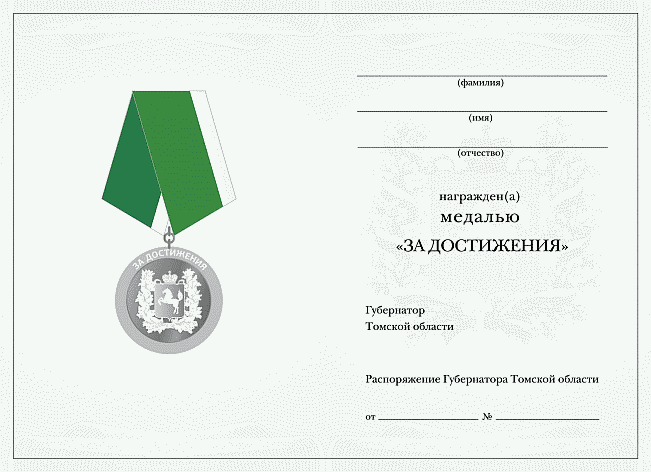 ЗА ДОСТИЖЕНИЯ
(фамилия)
(имя)
(отчество)
награжден(а)
медалью
«ЗА ДОСТИЖЕНИЯ»
Губернатор
Томской области
Распоряжение Губернатора Томской области
от №